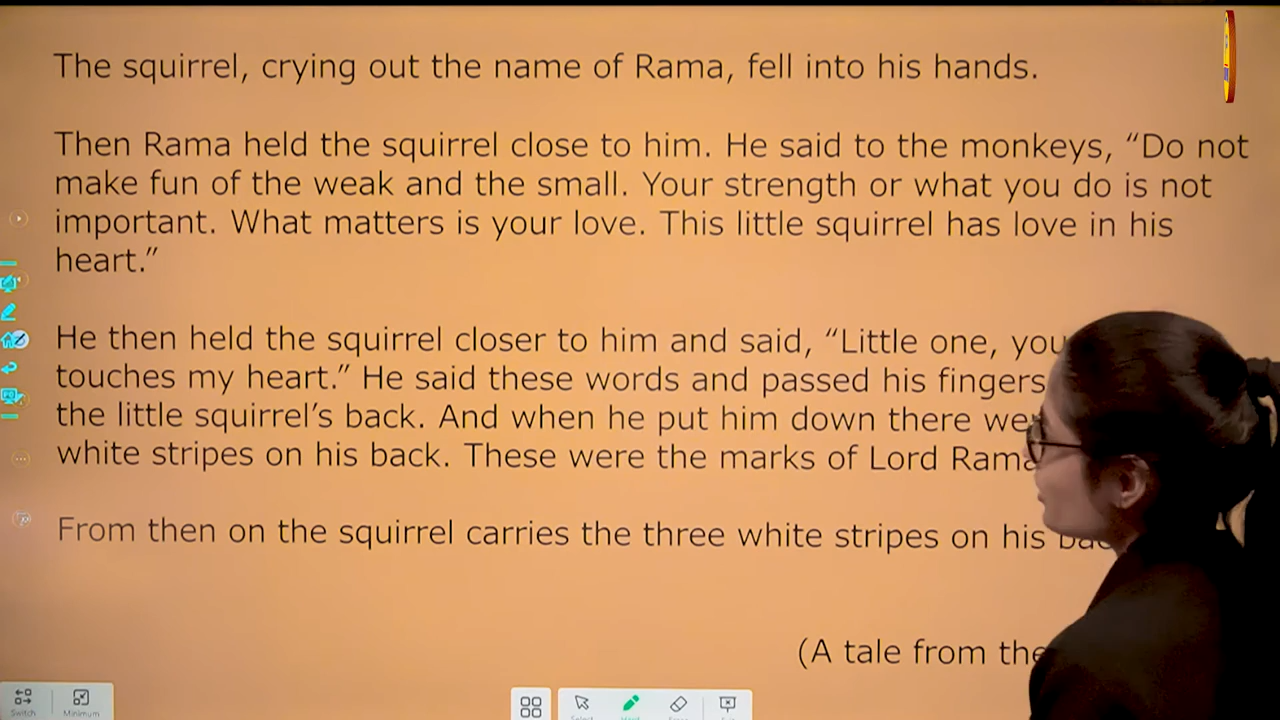 The squirrel, crying out the name of Rama, fell into his hands.
Then Rama held the squirrel close to him. He said to the monkeys, “Do not
make fun of the weak and the small. Your strength or what you do is not
important. What matters is your love. This little squirrel has love in his
heart.”
He then held the squirrel closer to him and said, “Little one, you
touches my heart.” He said these words and passed his fingers
the little squirrel’s back. And when he put him down there we
white stripes on his back. These were the marks of Lord Rama
From then on the squirrel carries the three white stripes on his
(A tale from the
Switch
Minimum